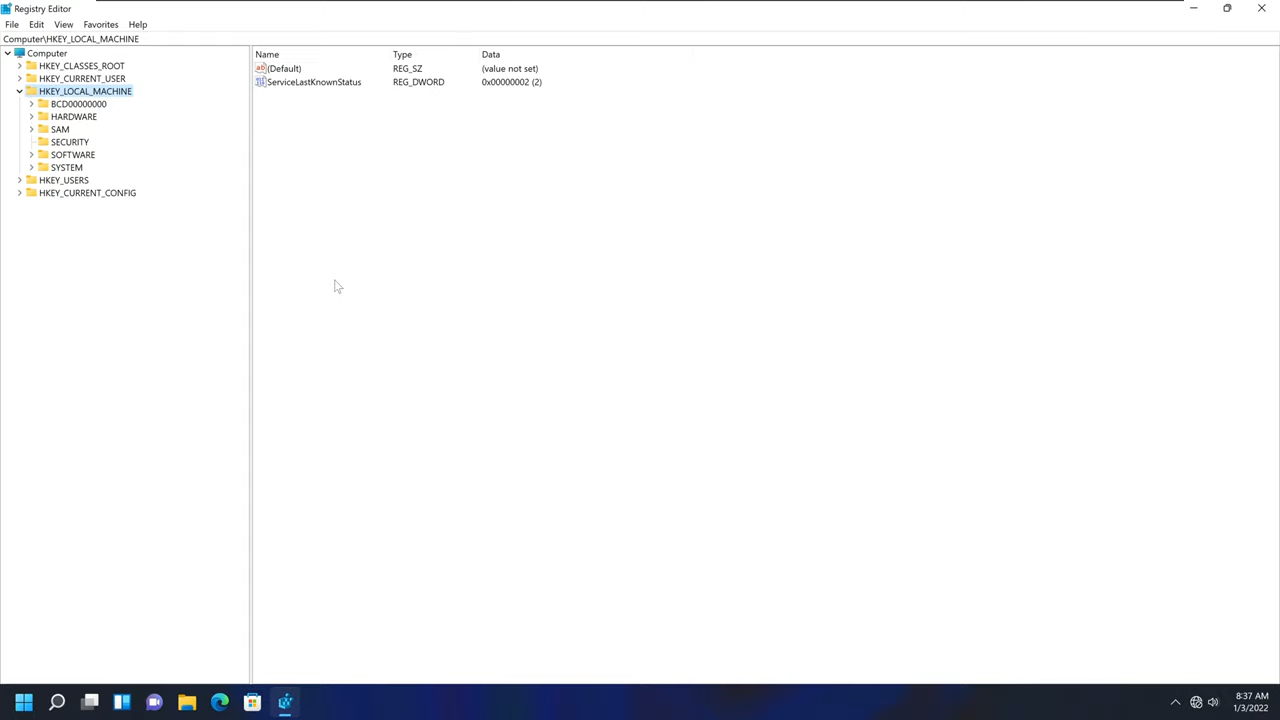 Registry Editor
File Edit View Favorites Help
Computer\HKEY_LOCAL_MACHINE
Computer
HKEY_CLASSES_ROOT
HKEY_CURRENT_USER
HKEY_LOCAL_MACHINE
BCD00000000
HARDWARE
SAM
SECURITY
SOFTWARE
SYSTEM
HKEY_USERS
HKEY_CURRENT_CONFIG
Name Type Data
(Default) REG_SZ (value not set)
ServiceLastKnownStatus REG_DWORD 0x00000002 (2)
8:37 AM
1/3/2022